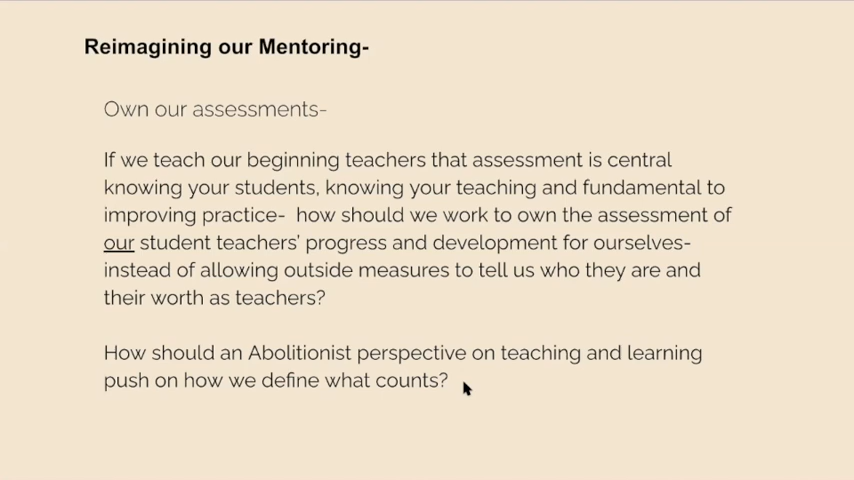 Reimagining our Mentoring-
Own our assessments-
If we teach our beginning teachers that assessment is central
knowing your students, knowing your teaching and fundamental to
improving practice-  how should we work to own the assessment of
our student teachers' progress and development for ourselves-
instead of allowing outside measures to tell us who they are and
their worth as teachers?
How should an Abolitionist perspective on teaching and learning
push on how we define what counts?